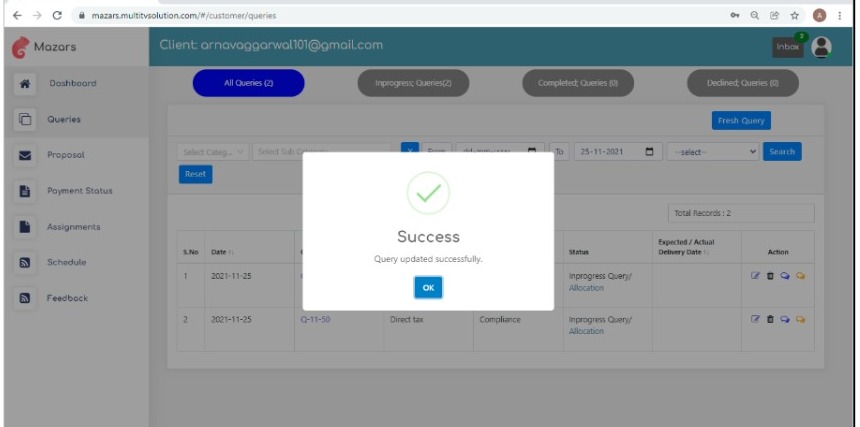 mazars.multitvsolution.com/#/customer/queries
A
Mazars
Client: arnavaggarwal101@gmail.com
Inbox
2
Dashboard
Queries
Proposal
Payment Status
Assignments
Schedule
Feedback
All Queries (2)
Inprogress; Queries(2)
Completed; Queries (0)
Declined; Queries (0)
Fresh Query
Select Categ...
Select Sub Category
X
From
dd-mm-yyyy
To
25-11-2021
--select--
Search
Reset
Total Records : 2
S.No
Date
Status
Expected / Actual
Delivery Date
Action
1
2021-11-25
Inprogress Query/
Allocation
2
2021-11-25
Q-11-50
Direct tax
Compliance
Inprogress Query/
Allocation
Success
Query updated successfully.
OK